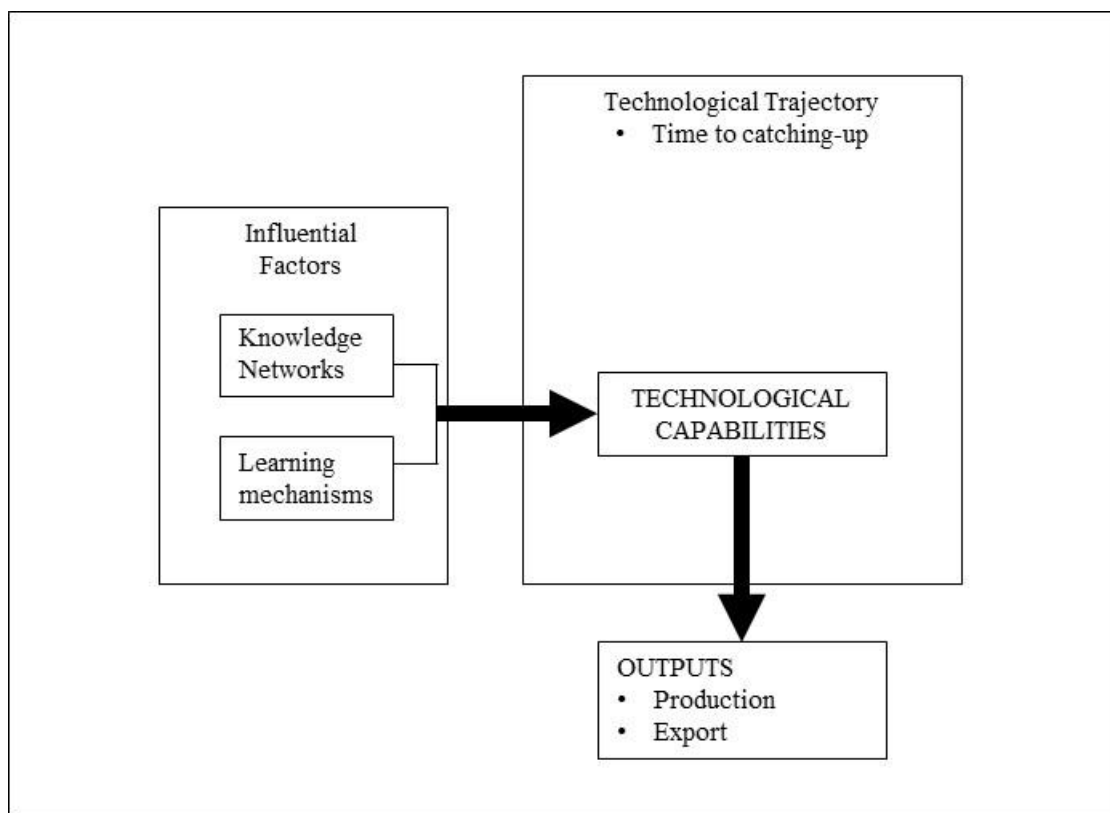 Technological Trajectory
• Time to catching-up
Influential
Factors
Knowledge
Networks
Learning
mechanisms
TECHNOLOGICAL
CAPABILITIES
OUTPUTS
• Production
• Export